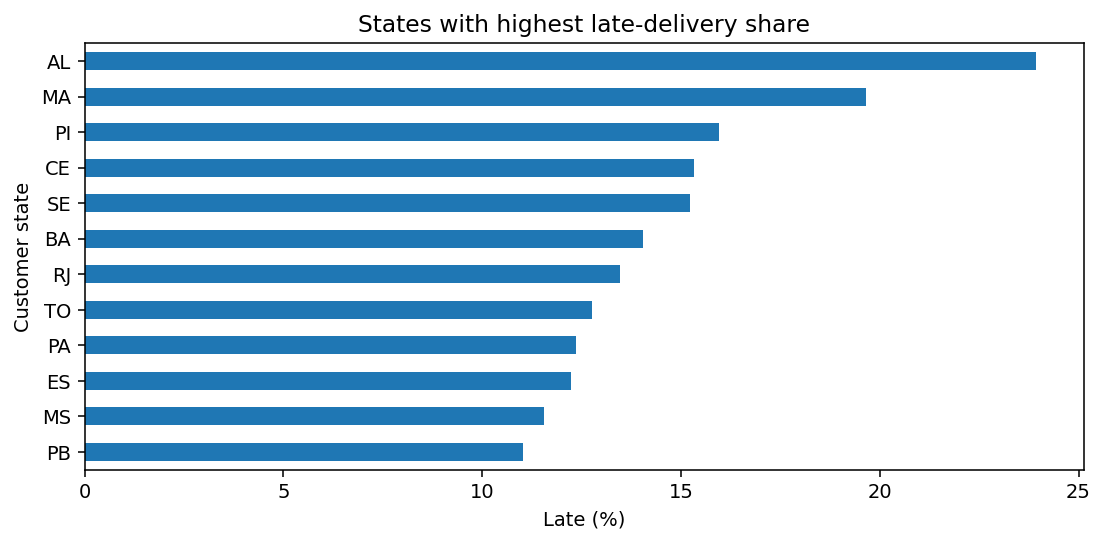 States with highest late-delivery share
Customer state
AL
MA
PI
CE
SE
BA
RJ
TO
PA
ES
MS
PB
0 5 10 15 20 25
Late (%)